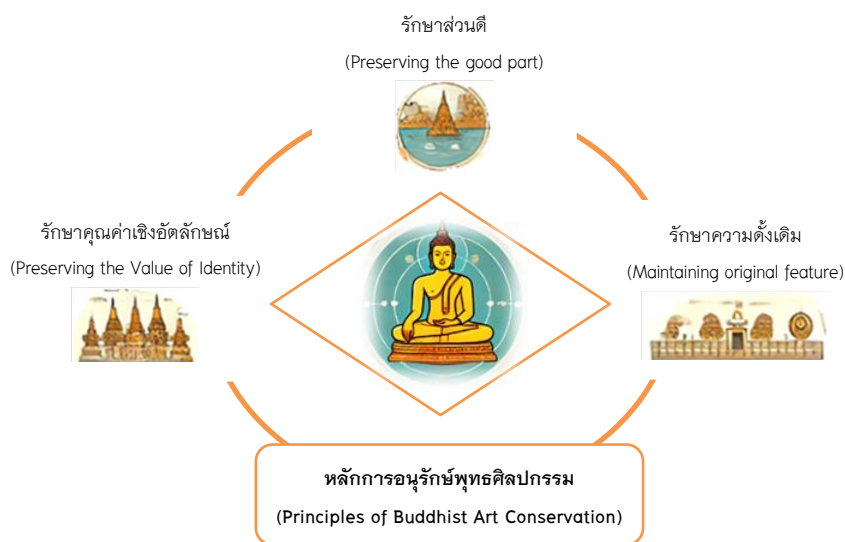 รักษาส่วนดี
(Preserving the good part)
รักษาคุณค่าเชิงอัตลักษณ์
(Preserving the Value of Identity)
รักษาความดั้งเดิม
(Maintaining original feature)
หลักการอนุรักษ์พุทธศิลปกรรม
(Principles of Buddhist Art Conservation)